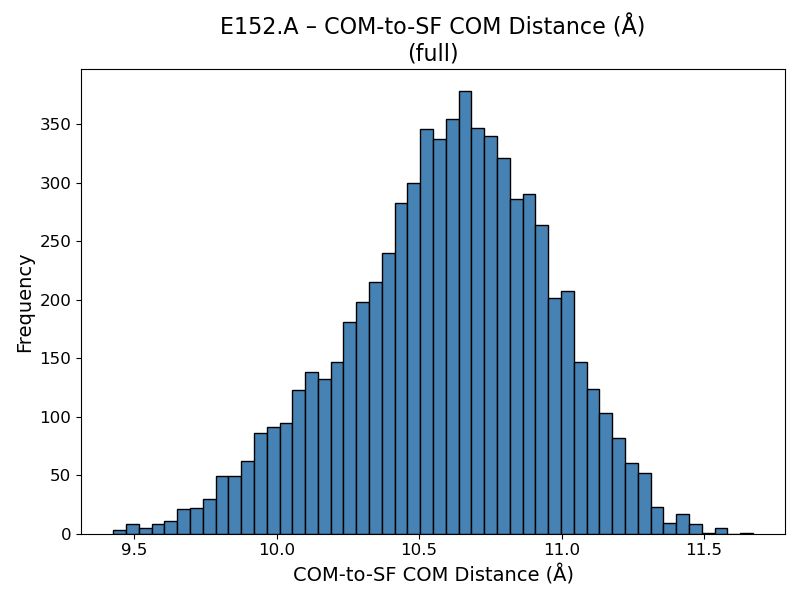 E152.A – COM-to-SF COM Distance (Å)
(full)
Frequency
350
300
250
200
150
100
50
0
9.5 10.0 10.5 11.0 11.5
COM-to-SF COM Distance (Å)